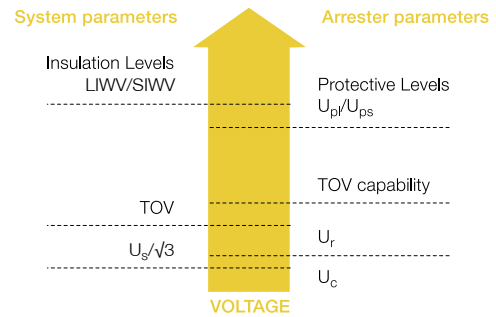 System parameters
Arrester parameters
Insulation Levels
LIWV/SIWV
Protective Levels
Upl/Ups
TOV capability
TOV
Ur
Us/√3
Uc
VOLTAGE